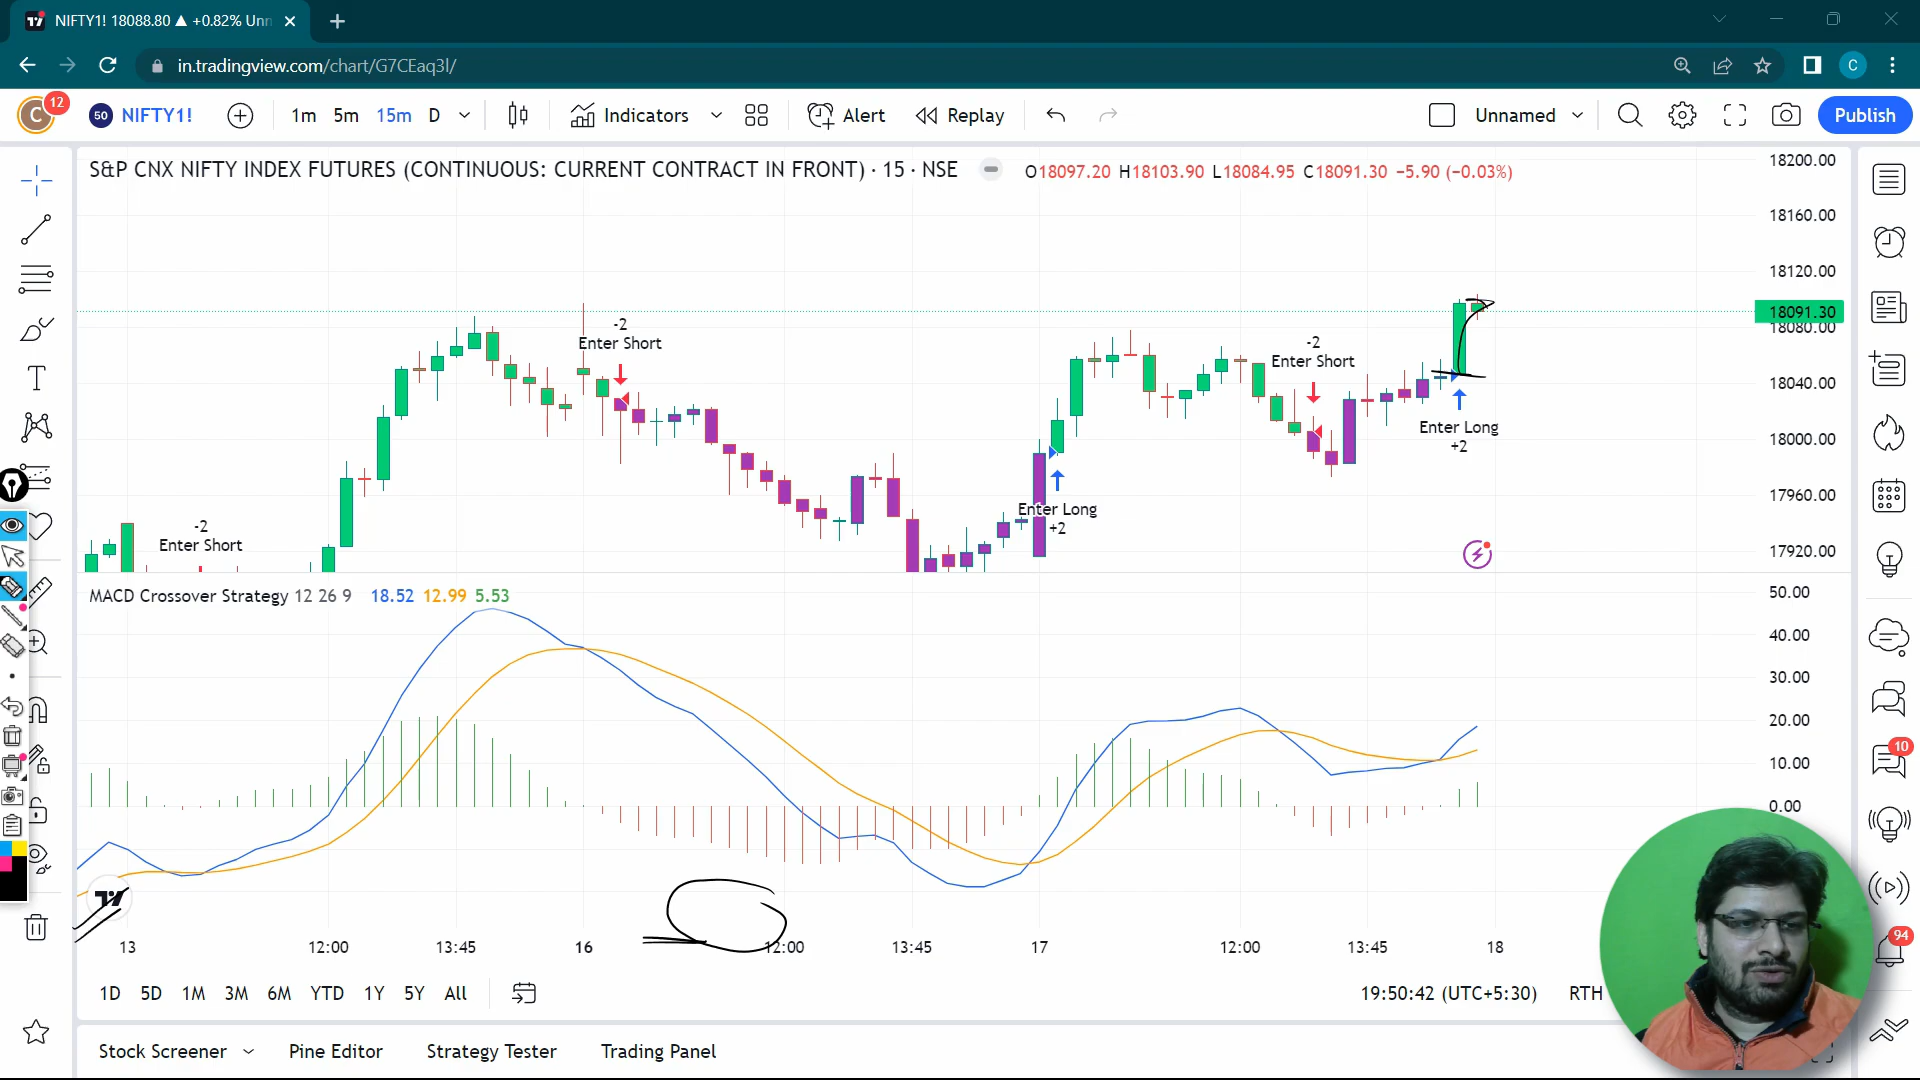 NIFTY1! 18088.80 ▲ +0.82% Unn
in.tradingview.com/chart/G7CEaq3l/
C
C 12
50 NIFTY1!
1m 5m 15m D
Indicators
Alert
Replay
Unnamed
Publish
S&P CNX NIFTY INDEX FUTURES (CONTINUOUS: CURRENT CONTRACT IN FRONT) · 15 · NSE
O18097.20 H18103.90 L18084.95 C18091.30 −5.90 (−0.03%)
18200.00
18160.00
18120.00
18091.30
18080.00
18040.00
18000.00
17960.00
17920.00
-2
Enter Short
-2
Enter Short
Enter Long
+2
Enter Long
+2
-2
Enter Short
MACD Crossover Strategy 12 26 9 18.52 12.99 5.53
50.00
40.00
30.00
20.00
10.00
0.00
10
94
13 12:00 13:45 16 12:00 13:45 17 12:00 13:45 18
1D 5D 1M 3M 6M YTD 1Y 5Y All
19:50:42 (UTC+5:30) RTH
Stock Screener Pine Editor Strategy Tester Trading Panel